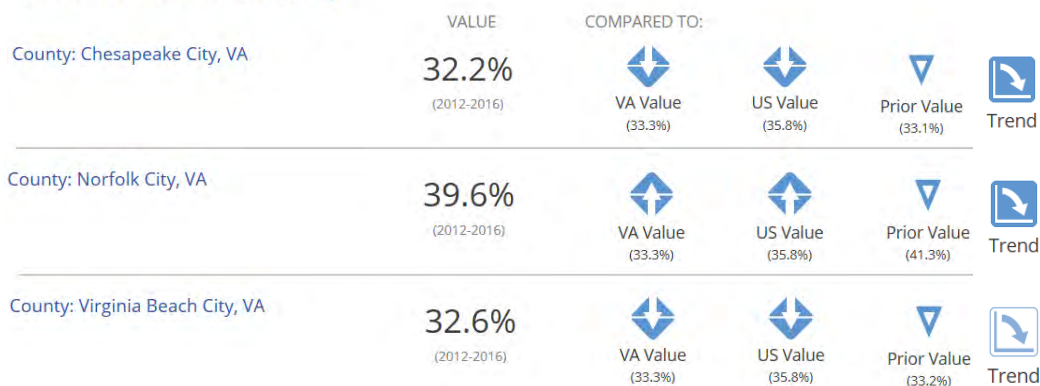 VALUE COMPARED TO:
County: Chesapeake City, VA
32.2%
(2012-2016)
VA Value US Value Prior Value Trend
(33.3%) (35.8%) (33.1%)
County: Norfolk City, VA
39.6%
(2012-2016)
VA Value US Value Prior Value Trend
(33.3%) (35.8%) (41.3%)
County: Virginia Beach City, VA
32.6%
(2012-2016)
VA Value US Value Prior Value Trend
(33.3%) (35.8%) (33.2%)